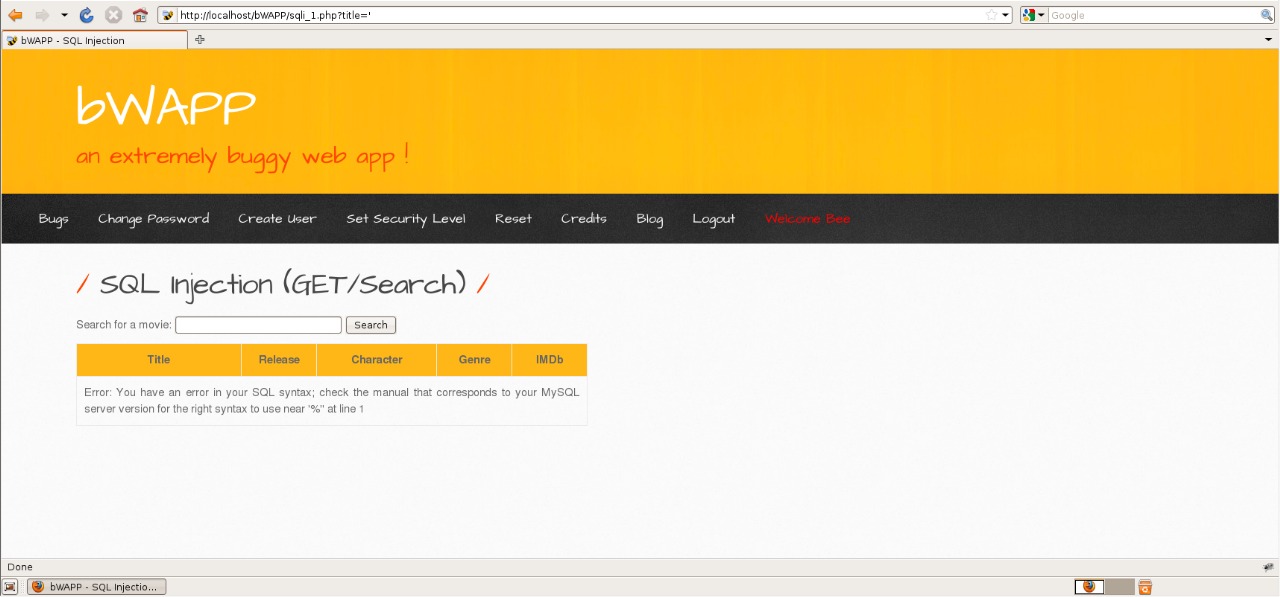 http://localhost/bWAPP/sqli_1.php?title='
Google
bWAPP - SQL Injection
bWAPP
an extremely buggy web app !
Bugs Change Password Create User Set Security Level Reset Credits Blog Logout Welcome Bee
/ SQL Injection (GET/Search) /
Search for a movie: Search
Title Release Character Genre IMDb
Error: You have an error in your SQL syntax; check the manual that corresponds to your MySQL
server version for the right syntax to use near '%'' at line 1
Done
bWAPP - SQL Injectio...